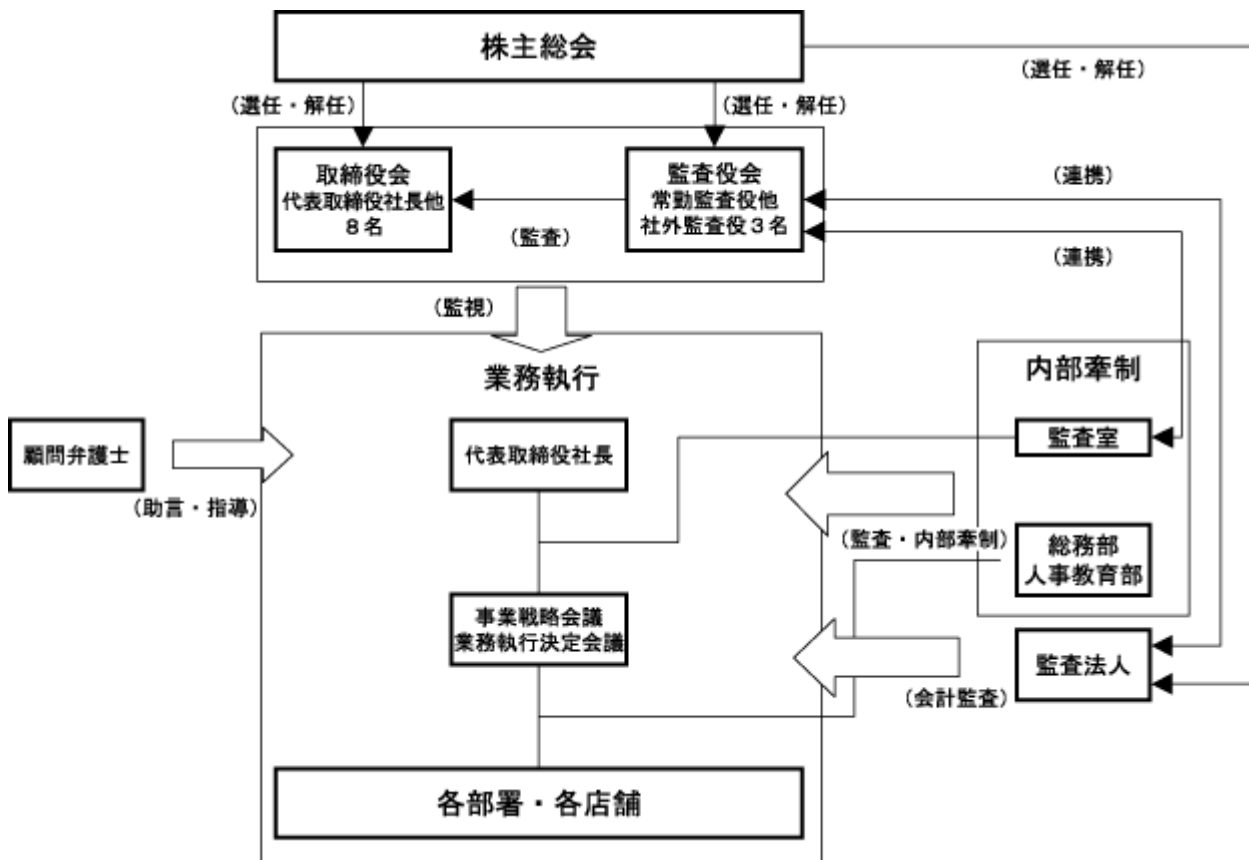 株主総会
(選任・解任)
(選任・解任)
(選任・解任)
取締役会
代表取締役社長他
8名
監査役会
常勤監査役他
社外監査役3名
(監査)
(連携)
(連携)
(監視)
業務執行
内部牽制
顧問弁護士
(助言・指導)
代表取締役社長
監査室
(監査・内部牽制)
総務部
人事教育部
事業戦略会議
業務執行決定会議
監査法人
(会計監査)
各部署・各店舗